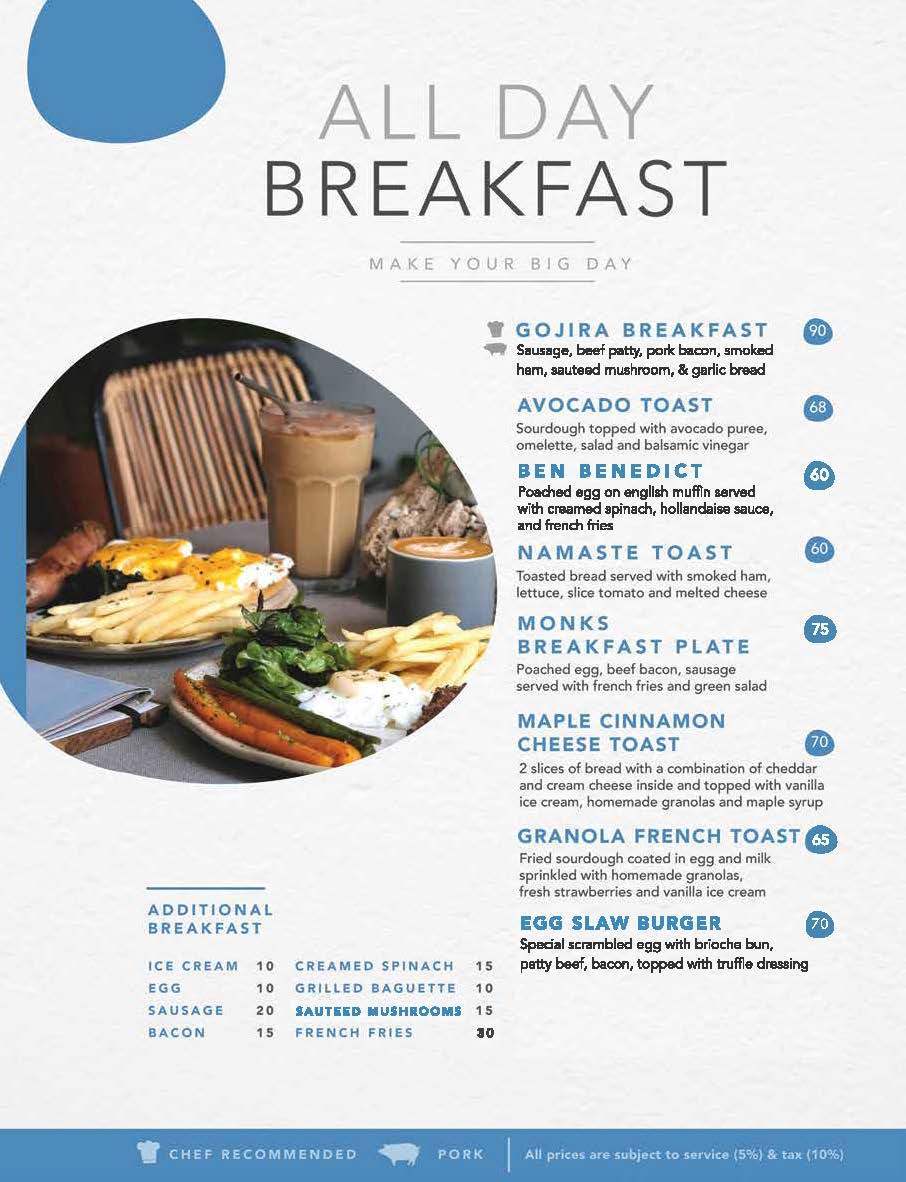 ALL DAY
BREAKFAST
MAKE YOUR BIG DAY
GOJIRA BREAKFAST 90
Sausage, beef patty, pork bacon, smoked
ham, sauteed mushroom, & garlic bread
AVOCADO TOAST 68
Sourdough topped with avocado puree,
omelette, salad and balsamic vinegar
BEN BENEDICT 60
Poached egg on english muffin served
with creamed spinach, hollandaise sauce,
and french fries
NAMASTE TOAST 60
Toasted bread served with smoked ham,
lettuce, slice tomato and melted cheese
MONKS
BREAKFAST PLATE 75
Poached egg, beef bacon, sausage
served with french fries and green salad
MAPLE CINNAMON
CHEESE TOAST 70
2 slices of bread with a combination of cheddar
and cream cheese inside and topped with vanilla
ice cream, homemade granolas and maple syrup
GRANOLA FRENCH TOAST 65
Fried sourdough coated in egg and milk
sprinkled with homemade granolas,
fresh strawberries and vanilla ice cream
EGG SLAW BURGER 70
Special scrambled egg with brioche bun,
patty beef, bacon, topped with truffle dressing
ADDITIONAL
BREAKFAST
ICE CREAM 10 CREAMED SPINACH 15
EGG 10 GRILLED BAGUETTE 10
SAUSAGE 20 SAUTEED MUSHROOMS 15
BACON 15 FRENCH FRIES 30
CHEF RECOMMENDED PORK All prices are subject to service (5%) & tax (10%)